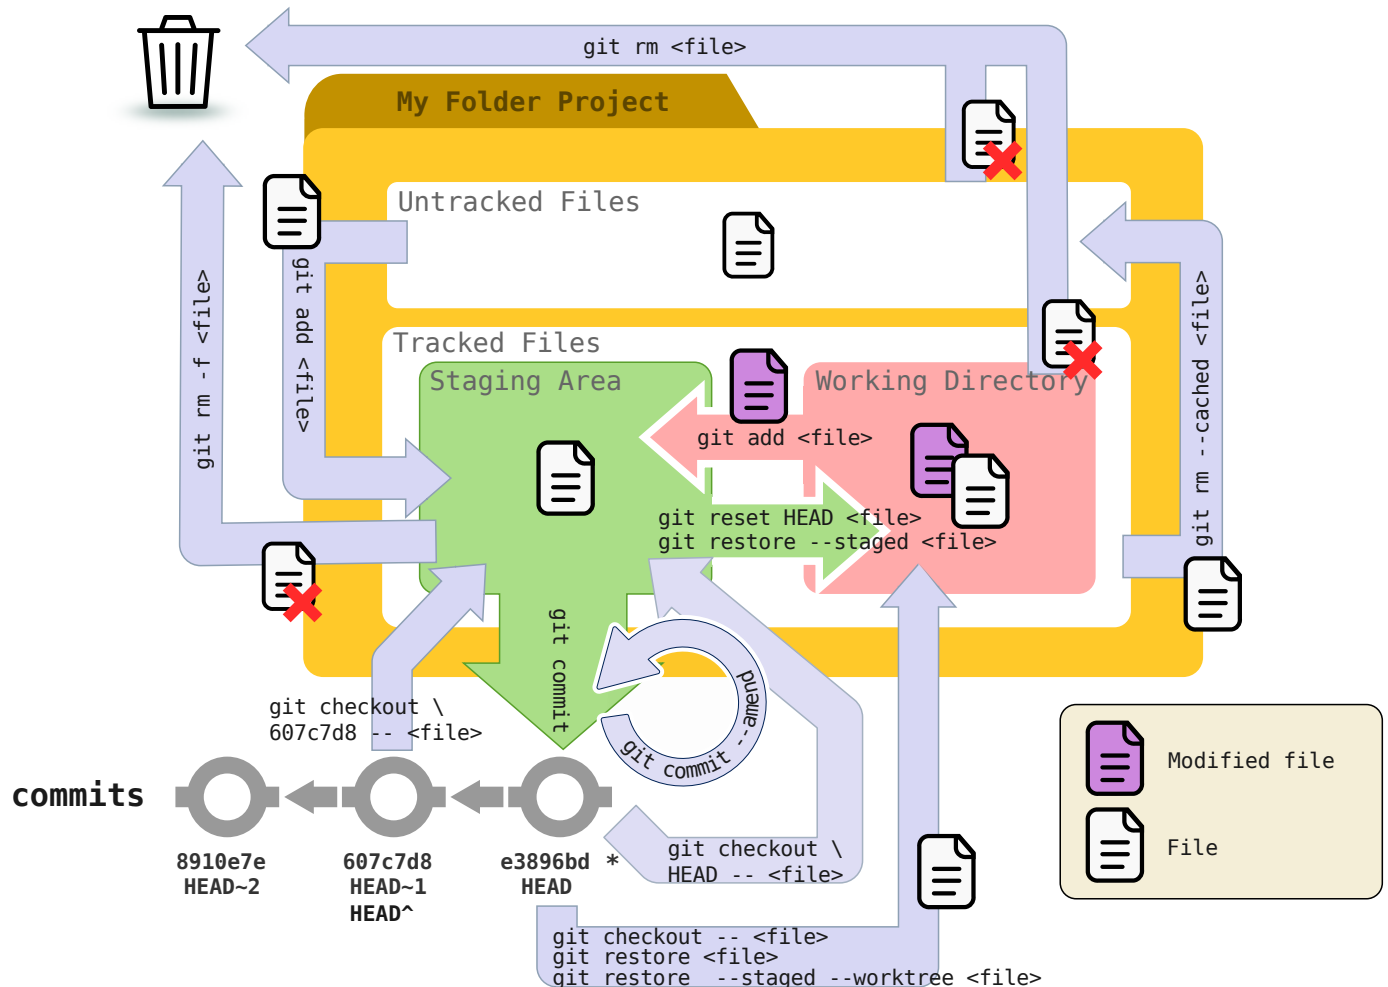 git rm <file>
My Folder Project
Untracked Files
git rm -f <file>
git add <file>
git rm --cached <file>
Tracked Files
Staging Area
Working Directory
git add <file>
git reset HEAD <file>
git restore --staged <file>
git commit
git commit --amend
git checkout \
607c7d8 -- <file>
commits
8910e7e
HEAD~2
607c7d8
HEAD~1
HEAD^
e3896bd *
HEAD
git checkout \
HEAD -- <file>
git checkout -- <file>
git restore <file>
git restore  --staged --worktree <file>
Modified file
File